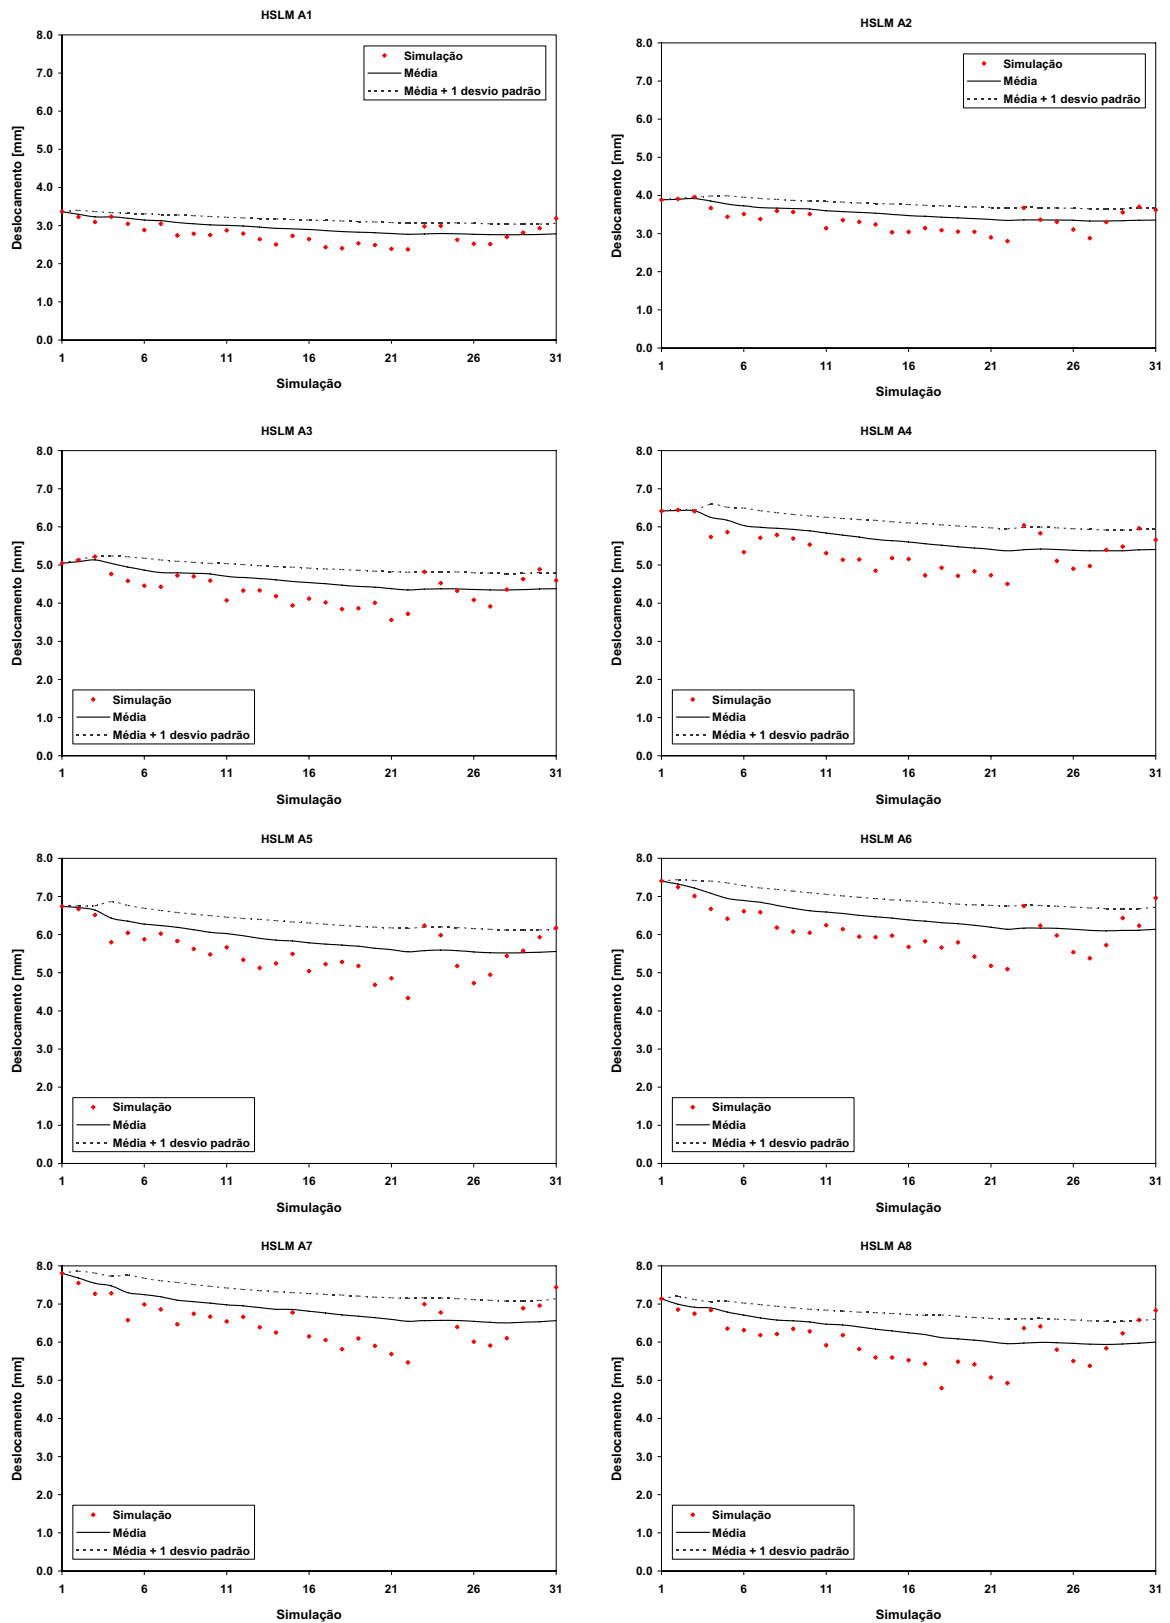 HSLM A1
8.0
7.0
6.0
5.0
4.0
3.0
2.0
1.0
0.0
Deslocamento [mm]
Simulação
Média
Média + 1 desvio padrão
1 6 11 16 21 26 31
Simulação
HSLM A2
8.0
7.0
6.0
5.0
4.0
3.0
2.0
1.0
0.0
Deslocamento [mm]
Simulação
Média
Média + 1 desvio padrão
1 6 11 16 21 26 31
Simulação
HSLM A3
8.0
7.0
6.0
5.0
4.0
3.0
2.0
1.0
0.0
Deslocamento [mm]
Simulação
Média
Média + 1 desvio padrão
1 6 11 16 21 26 31
Simulação
HSLM A4
8.0
7.0
6.0
5.0
4.0
3.0
2.0
1.0
0.0
Deslocamento [mm]
Simulação
Média
Média + 1 desvio padrão
1 6 11 16 21 26 31
Simulação
HSLM A5
8.0
7.0
6.0
5.0
4.0
3.0
2.0
1.0
0.0
Deslocamento [mm]
Simulação
Média
Média + 1 desvio padrão
1 6 11 16 21 26 31
Simulação
HSLM A6
8.0
7.0
6.0
5.0
4.0
3.0
2.0
1.0
0.0
Deslocamento [mm]
Simulação
Média
Média + 1 desvio padrão
1 6 11 16 21 26 31
Simulação
HSLM A7
8.0
7.0
6.0
5.0
4.0
3.0
2.0
1.0
0.0
Deslocamento [mm]
Simulação
Média
Média + 1 desvio padrão
1 6 11 16 21 26 31
Simulação
HSLM A8
8.0
7.0
6.0
5.0
4.0
3.0
2.0
1.0
0.0
Deslocamento [mm]
Simulação
Média
Média + 1 desvio padrão
1 6 11 16 21 26 31
Simulação